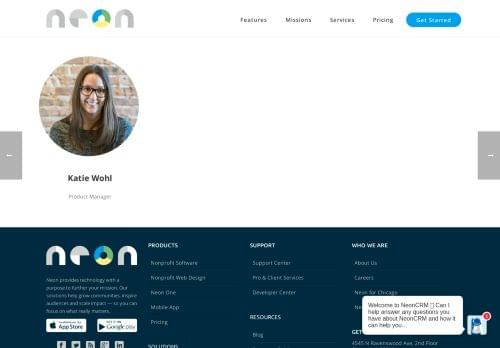 neon
Features
Missions
Services
Pricing
Get Started
←
→
Katie Wohl
Product Manager
neon
Neon provides technology with a
purpose to further your mission. Our
solutions help grow communities, inspire
audiences and scale impact — so you
can focus on what really matters.
Available on the
App Store
Google play
PRODUCTS
Nonprofit Software
Nonprofit Web Design
Neon One
Mobile App
Pricing
SOLUTIONS
SUPPORT
Support Center
Pro & Client Services
Developer Center
RESOURCES
Blog
WHO WE ARE
About Us
Careers
Neon for Chicago
GET
4545 N Ravenswood Ave, 2nd Floor
Welcome to NeonCRM Can I
help answer any questions you
have about NeonCRM and how it
can help you...
1